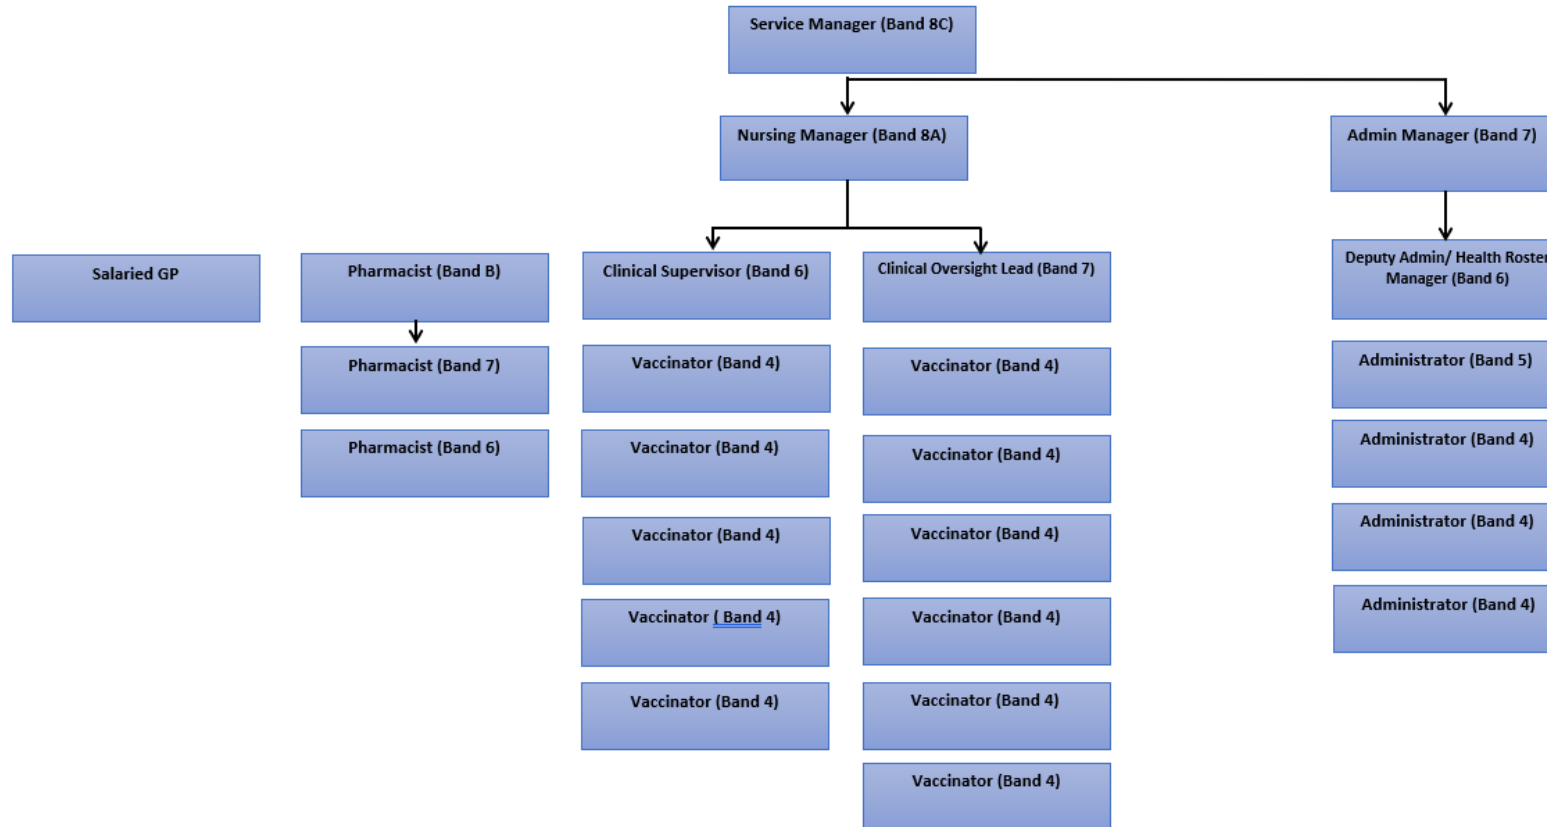 Service Manager (Band 8C)
Nursing Manager (Band 8A)
Admin Manager (Band 7)
Salaried GP
Pharmacist (Band B)
Clinical Supervisor (Band 6)
Clinical Oversight Lead (Band 7)
Deputy Admin/ Health Roster
Manager (Band 6)
Pharmacist (Band 7)
Vaccinator (Band 4)
Vaccinator (Band 4)
Administrator (Band 5)
Pharmacist (Band 6)
Vaccinator (Band 4)
Vaccinator (Band 4)
Administrator (Band 4)
Vaccinator (Band 4)
Vaccinator (Band 4)
Administrator (Band 4)
Vaccinator ( Band 4)
Vaccinator (Band 4)
Administrator (Band 4)
Vaccinator (Band 4)
Vaccinator (Band 4)
Vaccinator (Band 4)